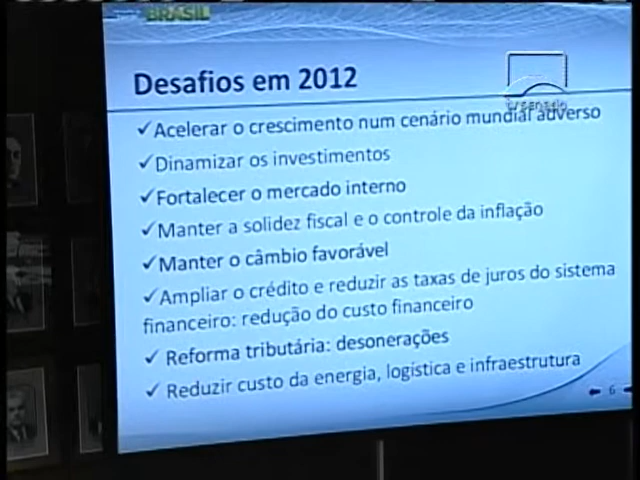 BRASIL
Desafios em 2012
tvsenado
✓Acelerar o crescimento num cenário mundial adverso
✓Dinamizar os investimentos
✓Fortalecer o mercado interno
✓Manter a solidez fiscal e o controle da inflação
✓Manter o câmbio favorável
✓Ampliar o crédito e reduzir as taxas de juros do sistema
financeiro: redução do custo financeiro
✓ Reforma tributária: desonerações
✓ Reduzir custo da energia, logística e infraestrutura
6